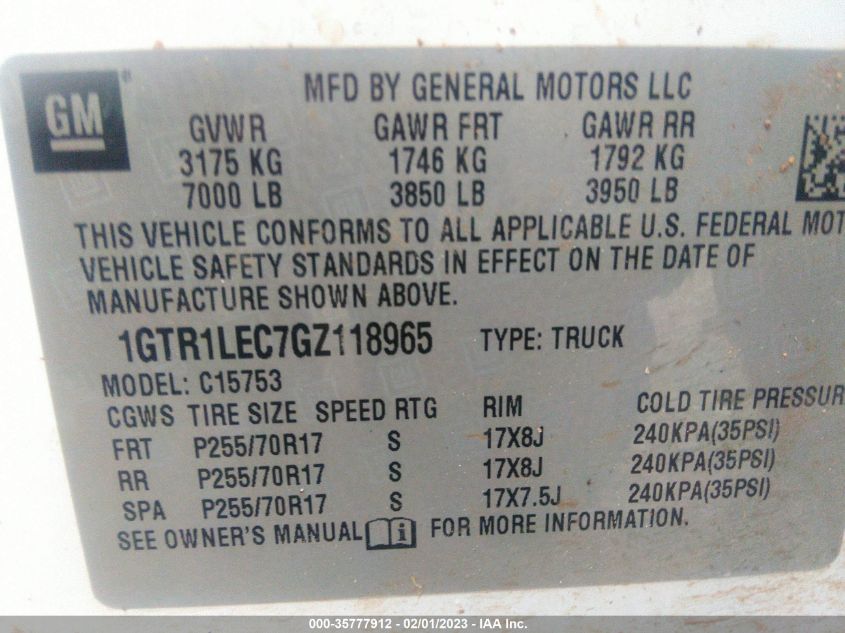 GM®
MFD BY GENERAL MOTORS LLC
GVWR GAWR FRT GAWR RR
3175 KG 1746 KG 1792 KG
7000 LB 3850 LB 3950 LB
THIS VEHICLE CONFORMS TO ALL APPLICABLE U.S. FEDERAL MOT
VEHICLE SAFETY STANDARDS IN EFFECT ON THE DATE OF
MANUFACTURE SHOWN ABOVE.
1GTR1LEC7GZ118965 TYPE: TRUCK
MODEL: C15753
CGWS TIRE SIZE SPEED RTG RIM COLD TIRE PRESSUR
FRT P255/70R17 S 17X8J 240KPA(35PSI)
RR P255/70R17 S 17X8J 240KPA(35PSI)
SPA P255/70R17 S 17X7.5J 240KPA(35PSI)
SEE OWNER'S MANUAL i FOR MORE INFORMATION.
000-35777912 - 02/01/2023 - IAA Inc.